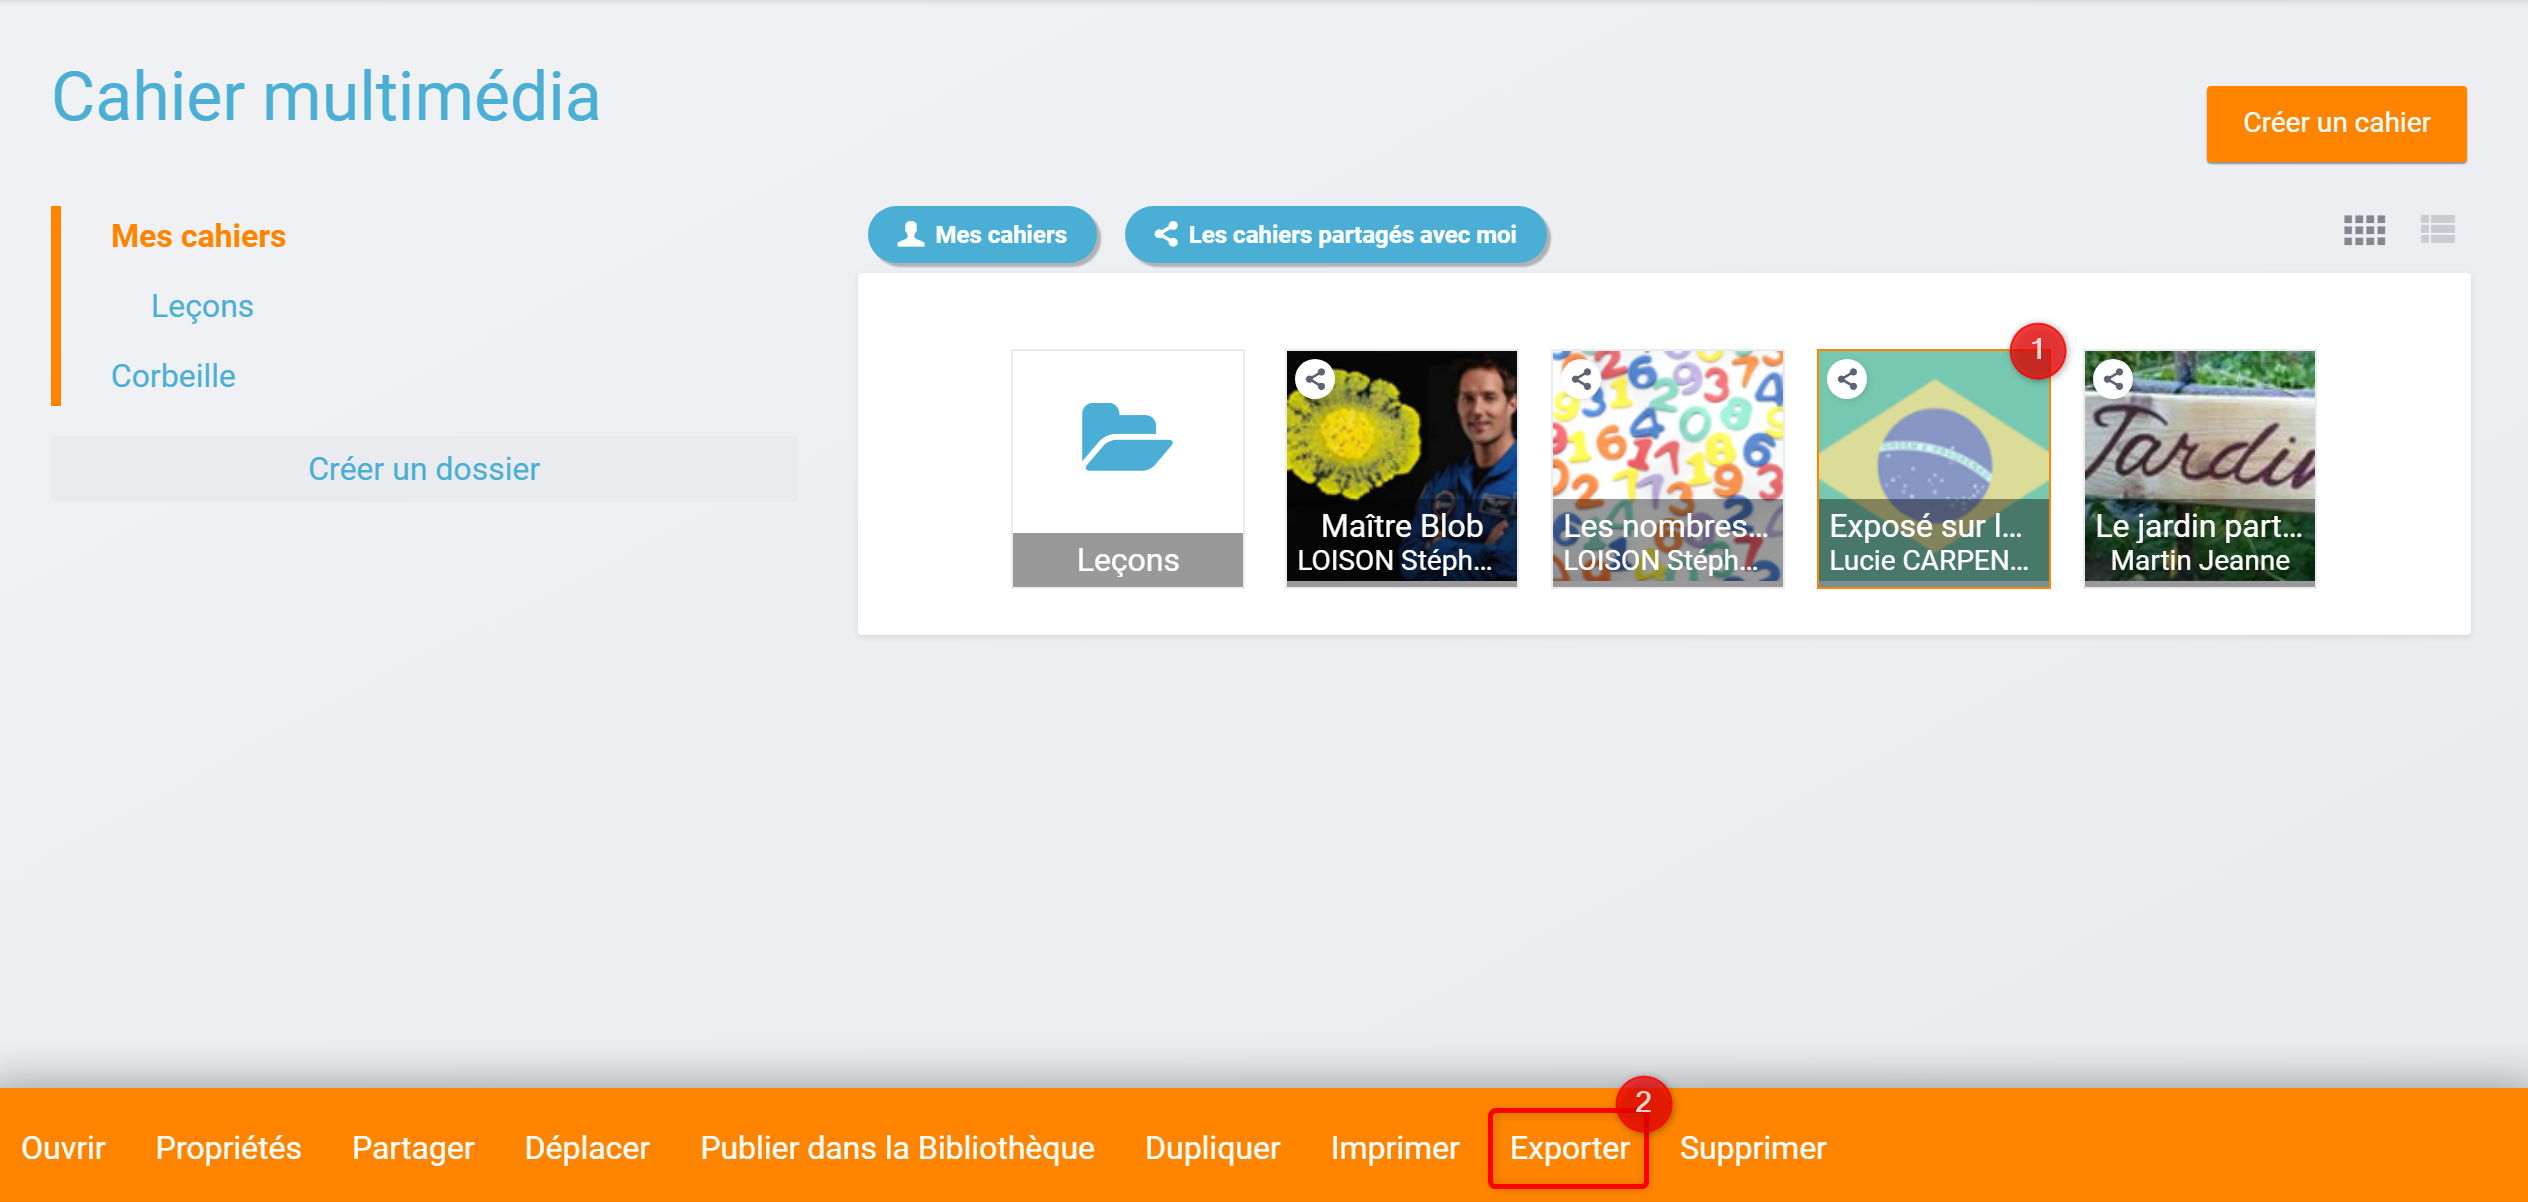 Cahier multimédia
Créer un cahier
Mes cahiers
Leçons
Corbeille
Créer un dossier
Mes cahiers
Les cahiers partagés avec moi
Leçons
Maître Blob
LOISON Stéph...
Les nombres...
LOISON Stéph...
1
Exposé sur l...
Lucie CARPEN...
Jardin
Le jardin part...
Martin Jeanne
2
Ouvrir
Propriétés
Partager
Déplacer
Publier dans la Bibliothèque
Dupliquer
Imprimer
Exporter
Supprimer